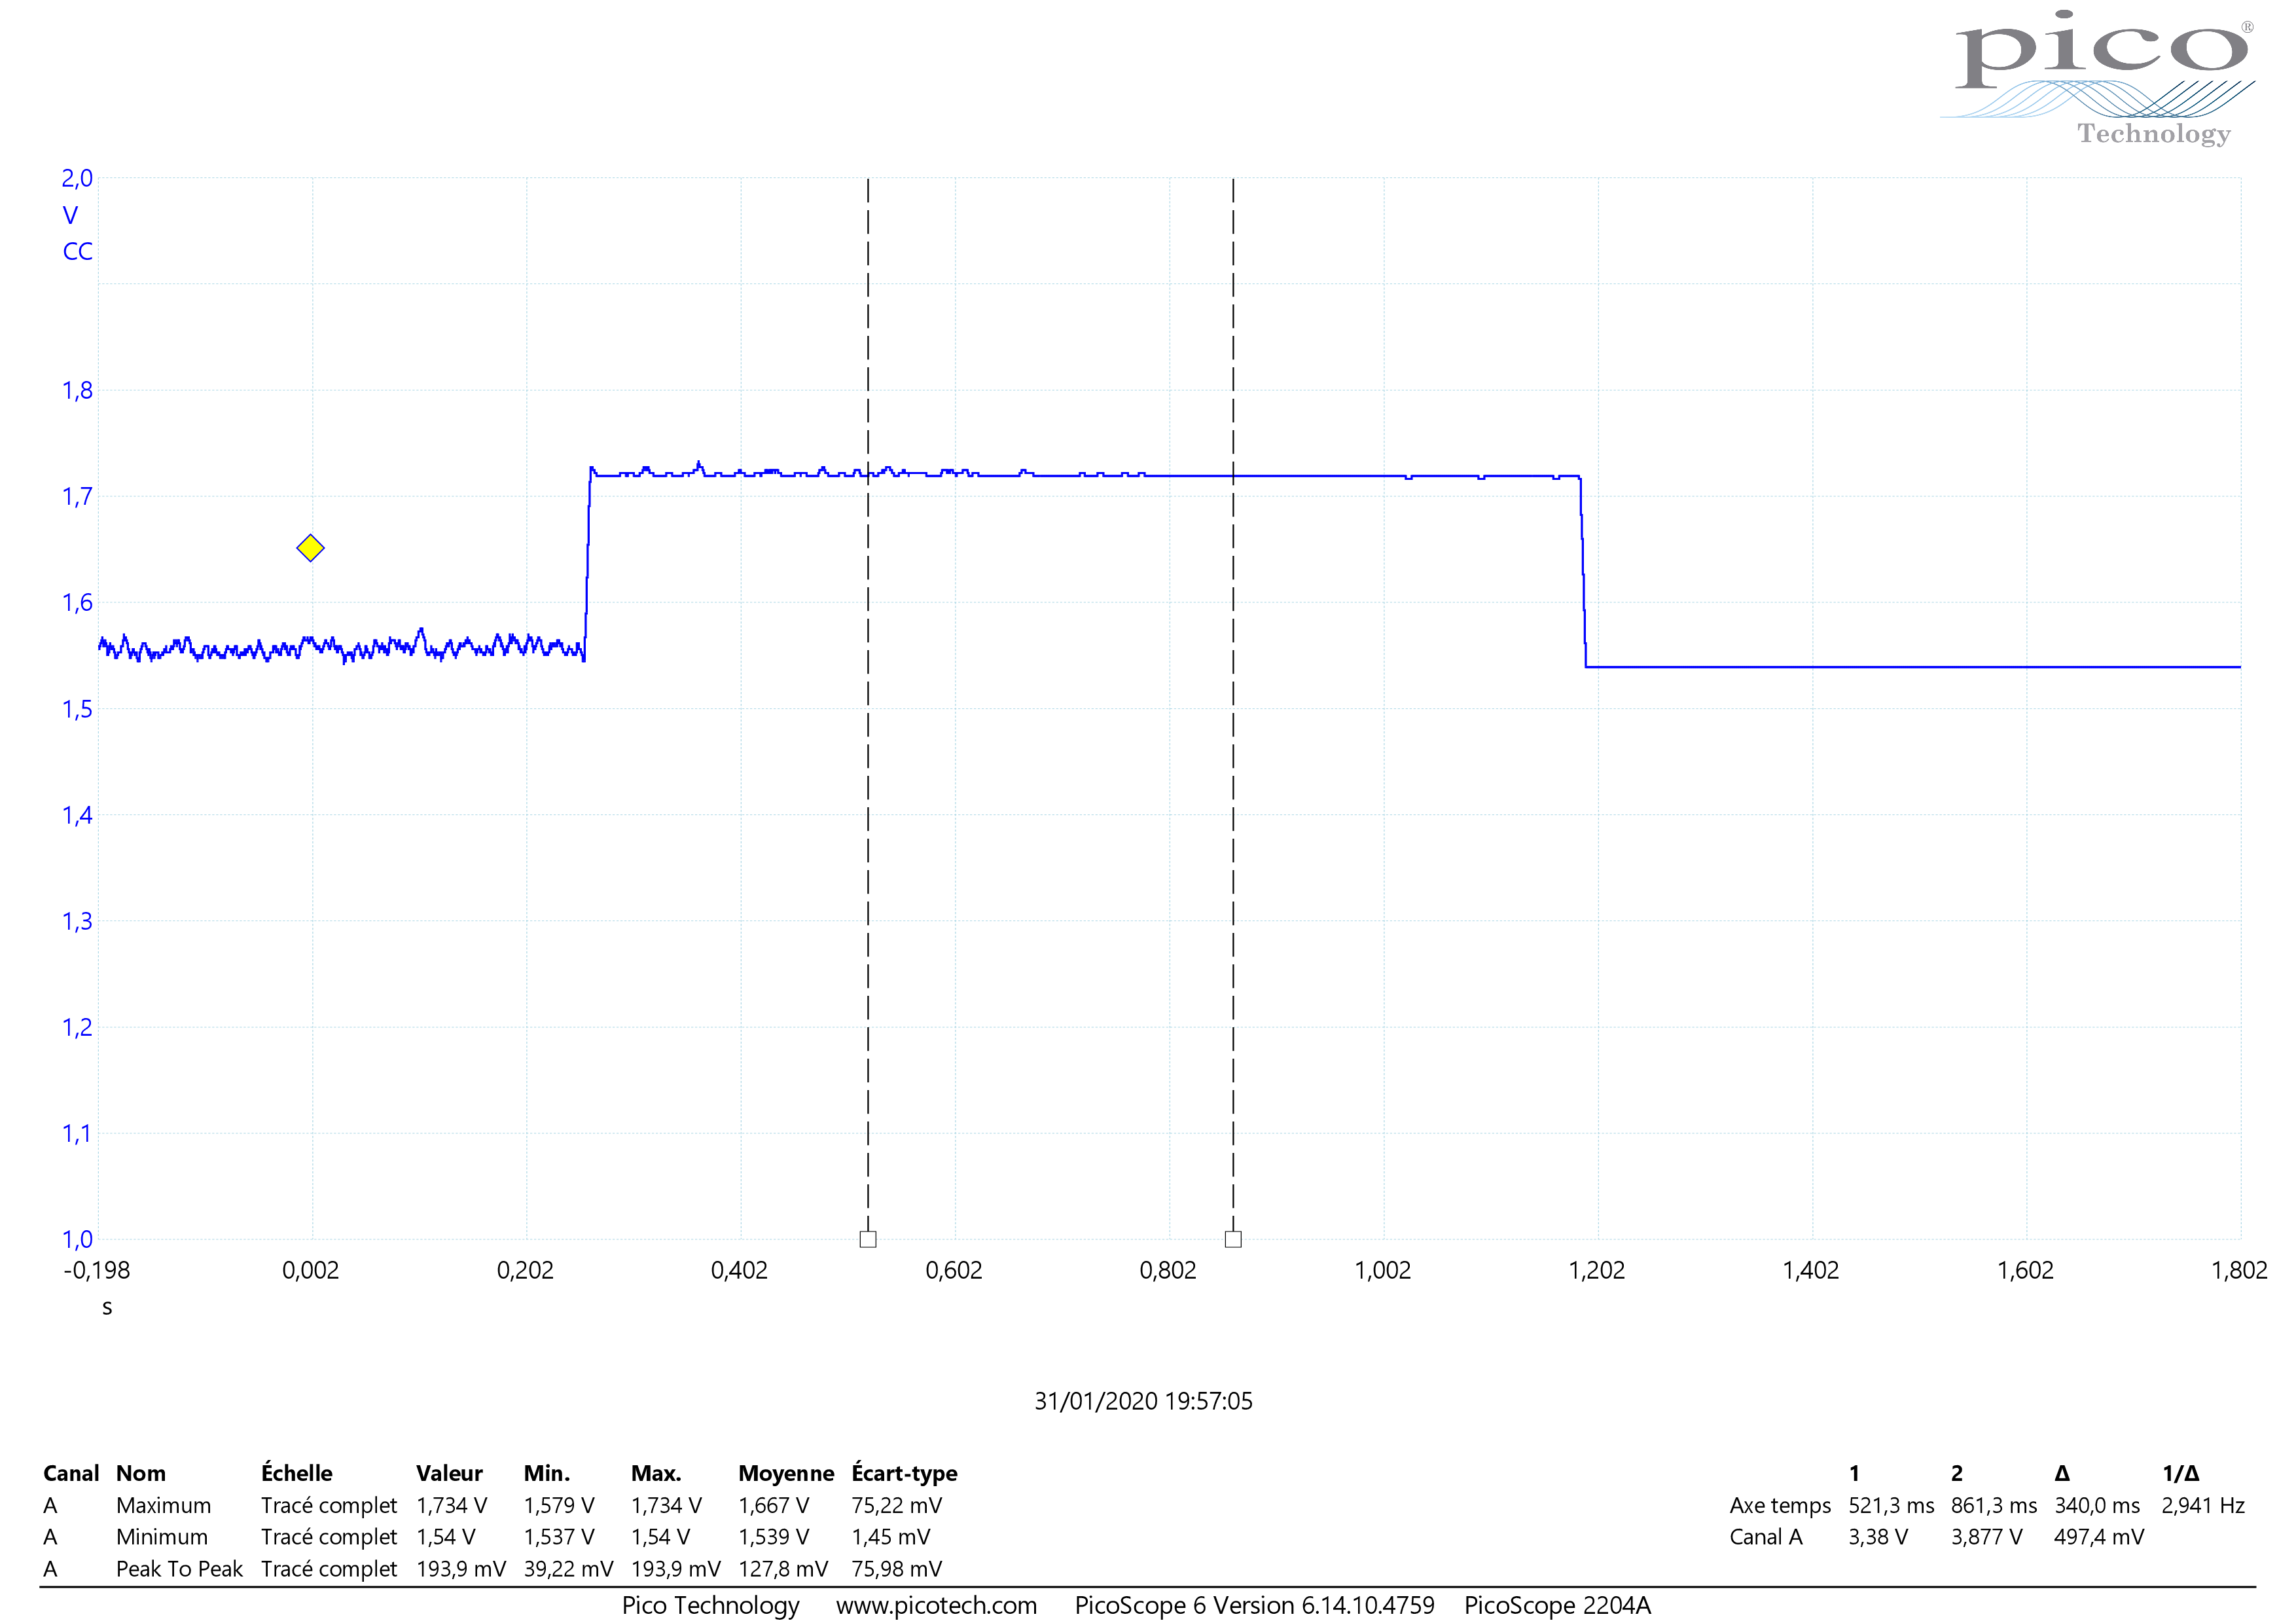 pico®
Technology
2,0
V
CC
1,8
1,7
1,6
1,5
1,4
1,3
1,2
1,1
1,0
-0,198 0,002 0,202 0,402 0,602 0,802 1,002 1,202 1,402 1,602 1,802
s
31/01/2020 19:57:05
Canal Nom Échelle Valeur Min. Max. Moyenne Écart-type
A Maximum Tracé complet 1,734 V 1,579 V 1,734 V 1,667 V 75,22 mV
A Minimum Tracé complet 1,54 V 1,537 V 1,54 V 1,539 V 1,45 mV
A Peak To Peak Tracé complet 193,9 mV 39,22 mV 193,9 mV 127,8 mV 75,98 mV
1 2 Δ 1/Δ
Axe temps 521,3 ms 861,3 ms 340,0 ms 2,941 Hz
Canal A 3,38 V 3,877 V 497,4 mV
Pico Technology www.picotech.com PicoScope 6 Version 6.14.10.4759 PicoScope 2204A